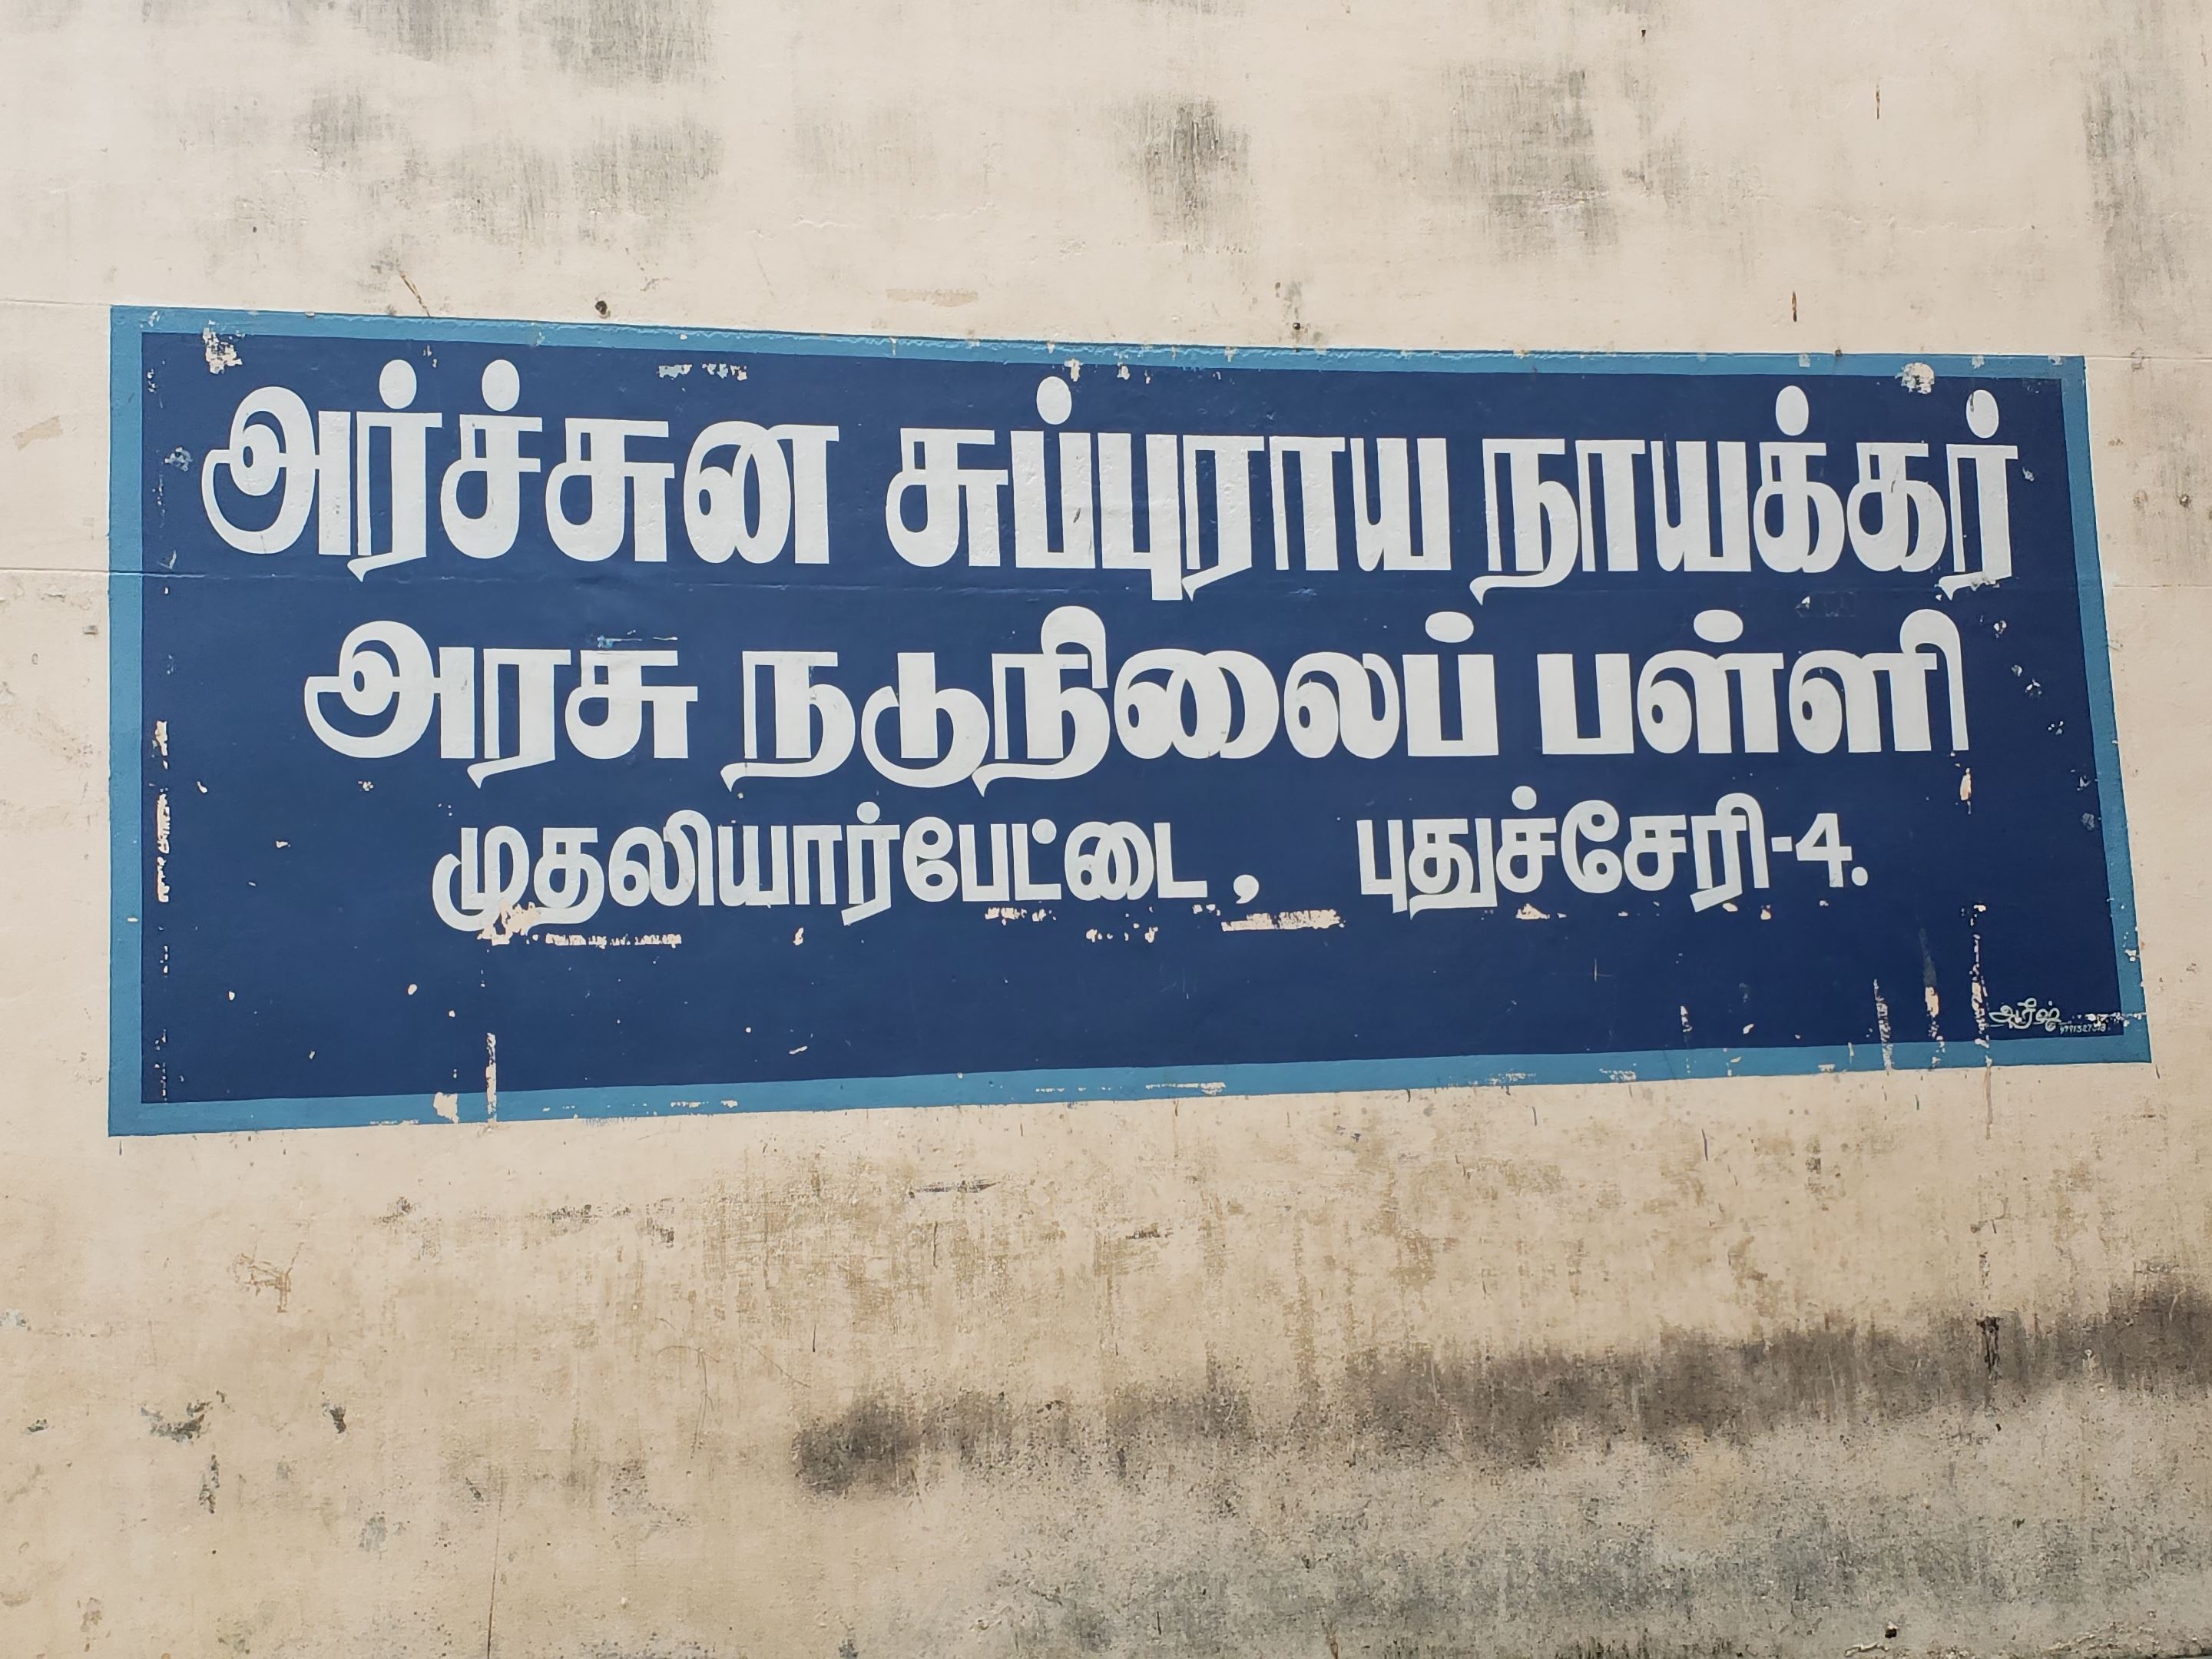 அர்ச்சுன சுப்புராய நாயக்கர்
அரசு நடுநிலைப் பள்ளி
முதலியார்பேட்டை, புதுச்சேரி-4.